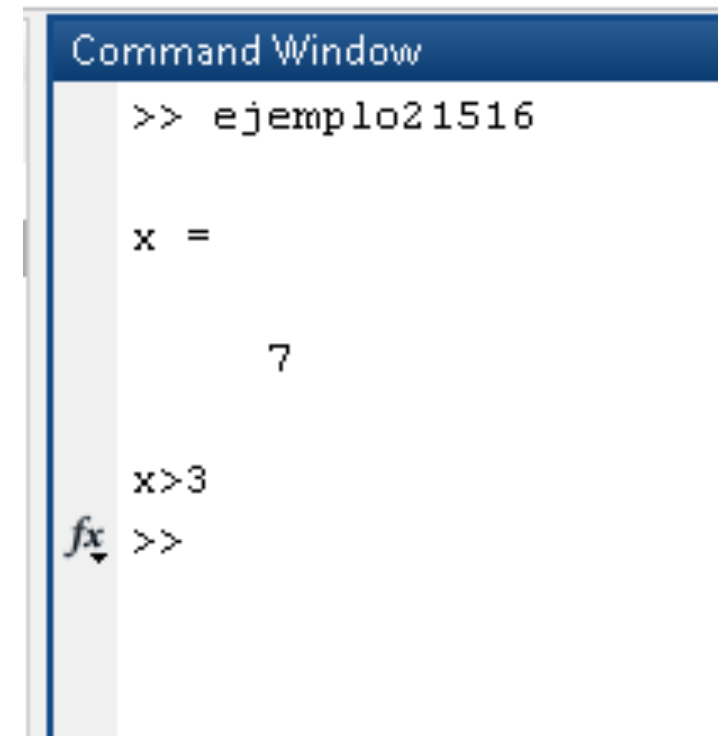 Command Window
>> ejemplo21516
x =
7
x>3
fx >>